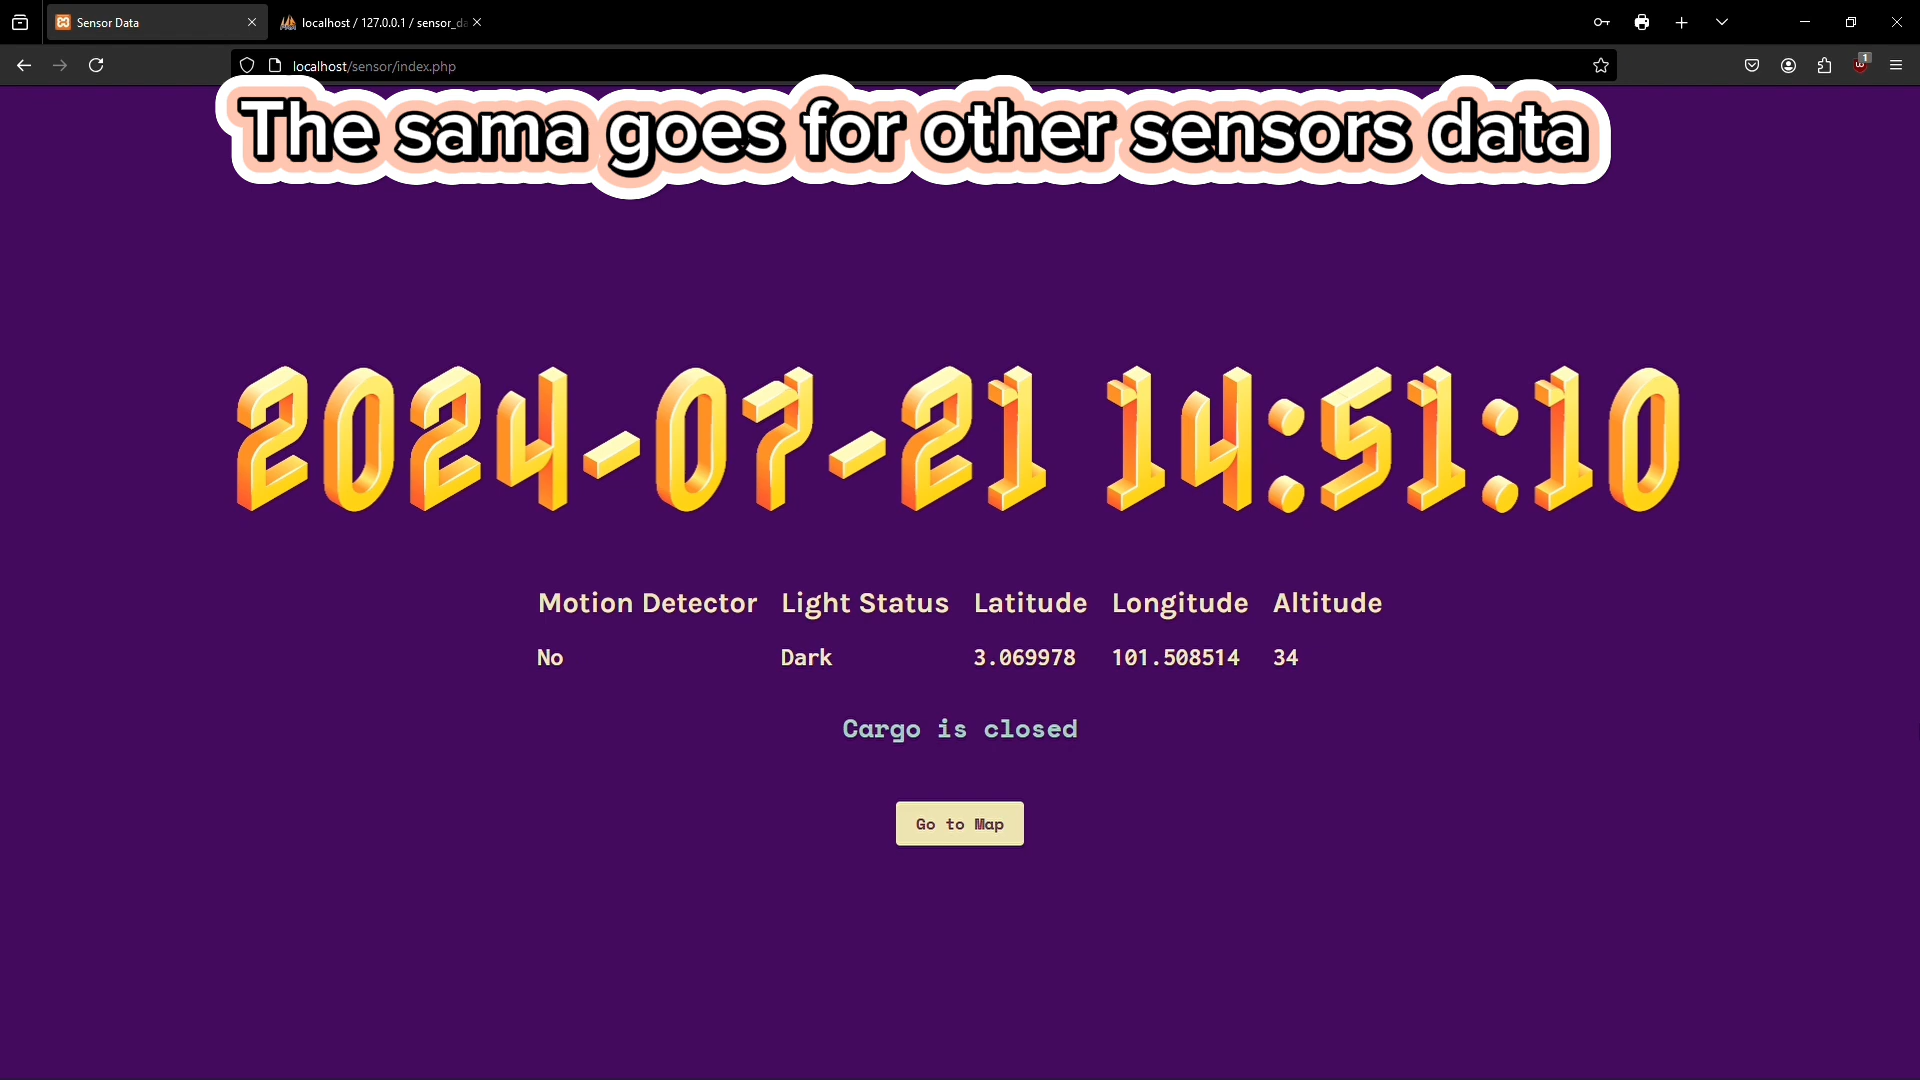 Sensor Data
localhost / 127.0.0.1 / sensor_da
localhost/sensor/index.php
1
The sama goes for other sensors data
2024-07-21 14:51:10
Motion Detector Light Status Latitude Longitude Altitude
No Dark 3.069978 101.508514 34
Cargo is closed
Go to Map